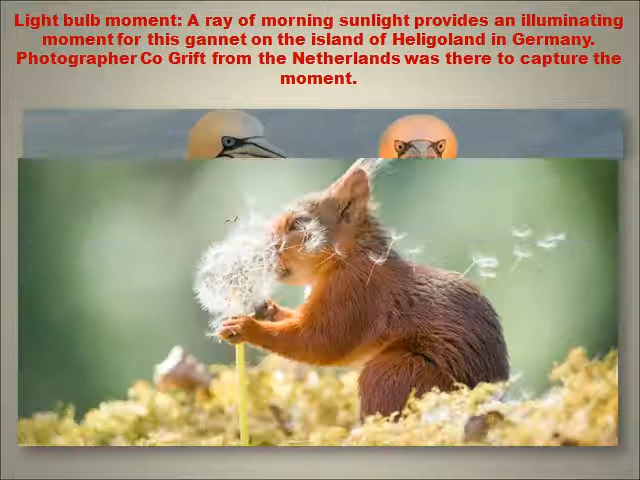 Light bulb moment: A ray of morning sunlight provides an illuminating
moment for this gannet on the island of Heligoland in Germany.
Photographer Co Grift from the Netherlands was there to capture the
moment.